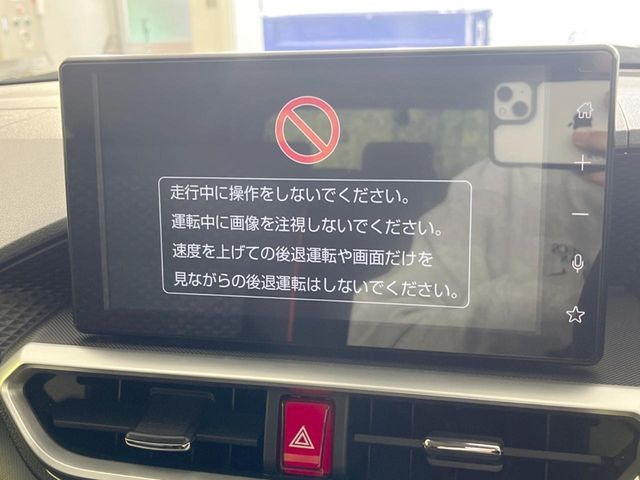 走行中に操作をしないでください。
運転中に画像を注視しないでください。
速度を上げての後退運転や画面だけを
見ながらの後退運転はしないでください。